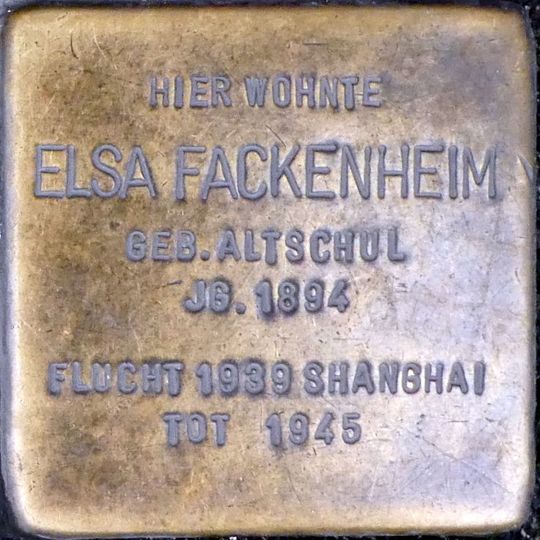 HIER WOHNTE
ELSA FACKENHEIM
GEB. ALTSCHUL
JG. 1894
FLUCHT 1939 SHANGHAI
TOT 1945